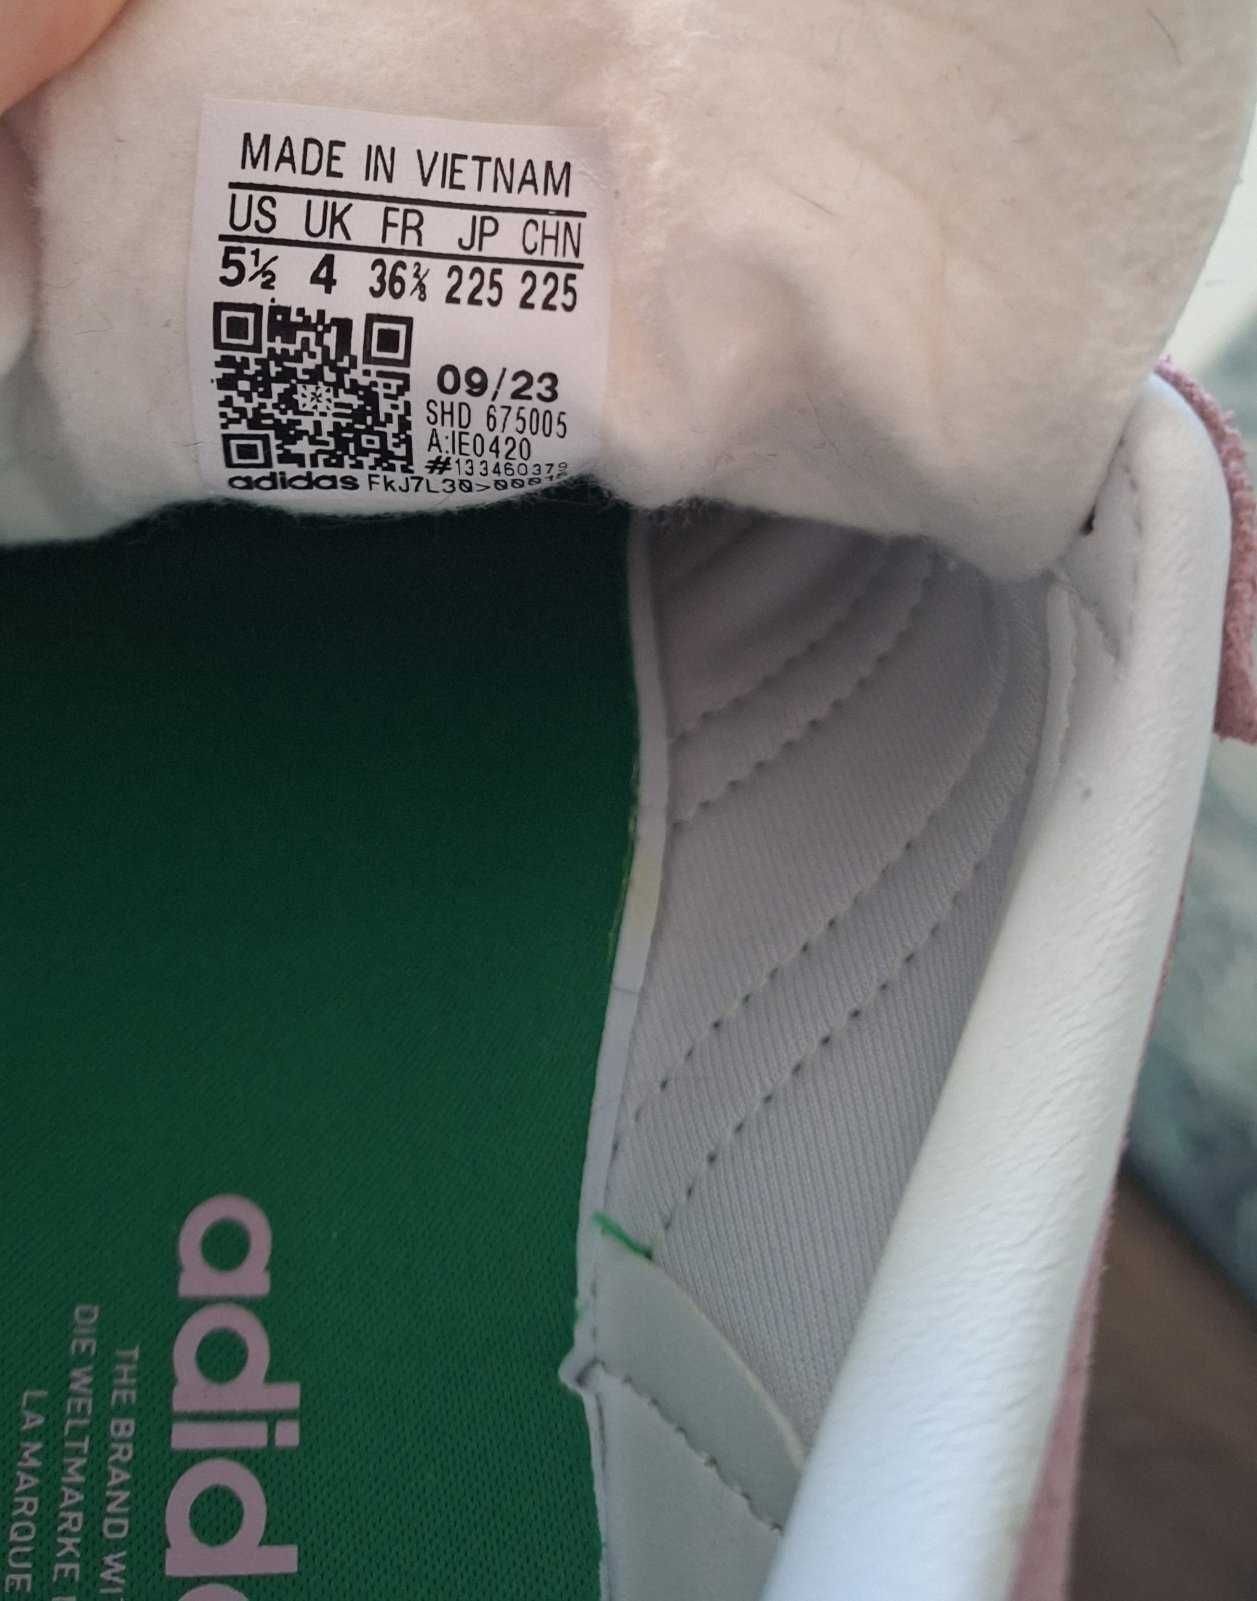 MADE IN VIETNAM
US UK FR JP CHN
5½ 4 36⅔ 225 225
09/23
SHD 675005
A:IE0420
#133460379
adidas FkJ7L30>
THE BRAND
DIE WELTMARKE
LA MARQUE